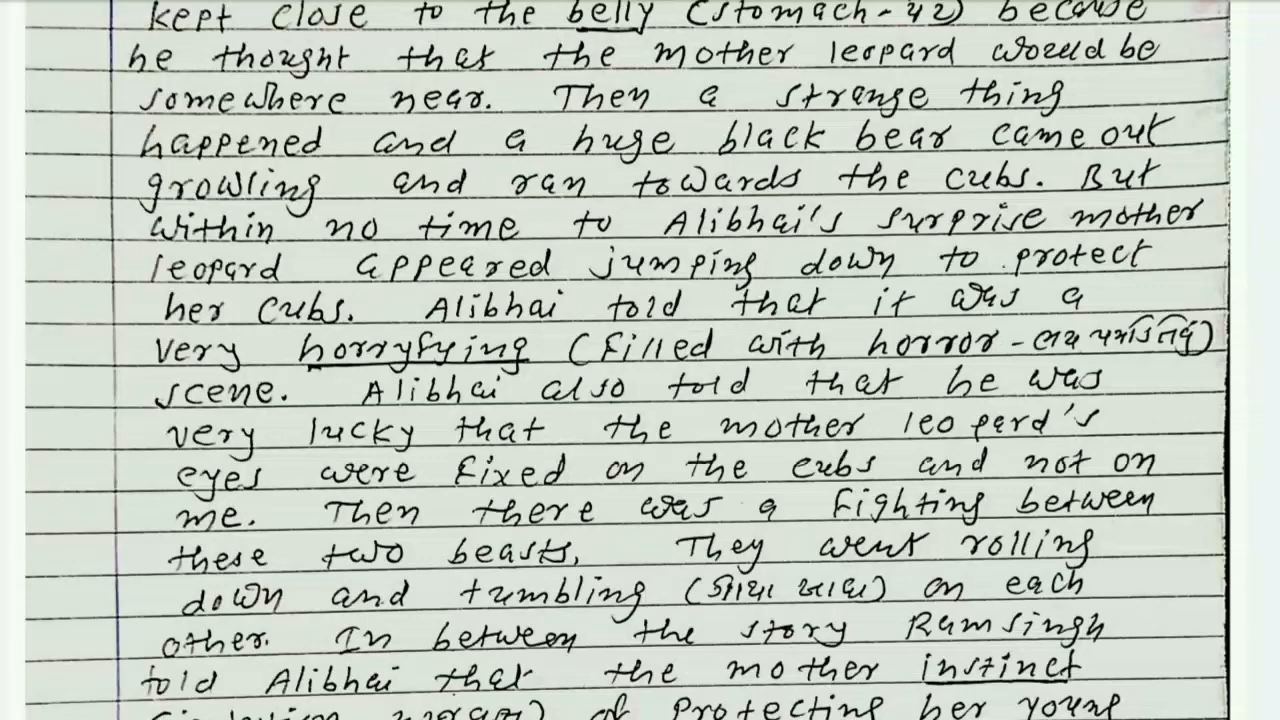 kept close to the belly (stomach - પેટ) because
he thought that the mother leopard would be
somewhere near. Then a strange thing
happened and a huge black bear came out
growling and ran towards the cubs. But
within no time to Alibhai's surprise mother
leopard appeared jumping down to protect
her cubs. Alibhai told that it was a
very horryfying (filled with horror -
scene. Alibhai also told that he was
very lucky that the mother leopard's
eyes were fixed on the cubs and not on
me. Then there was a fighting between
these two beasts, They went rolling
down and tumbling ( ) on each
other. In between the story Ramsingh
told Alibhai that the mother instinct
of protecting her young